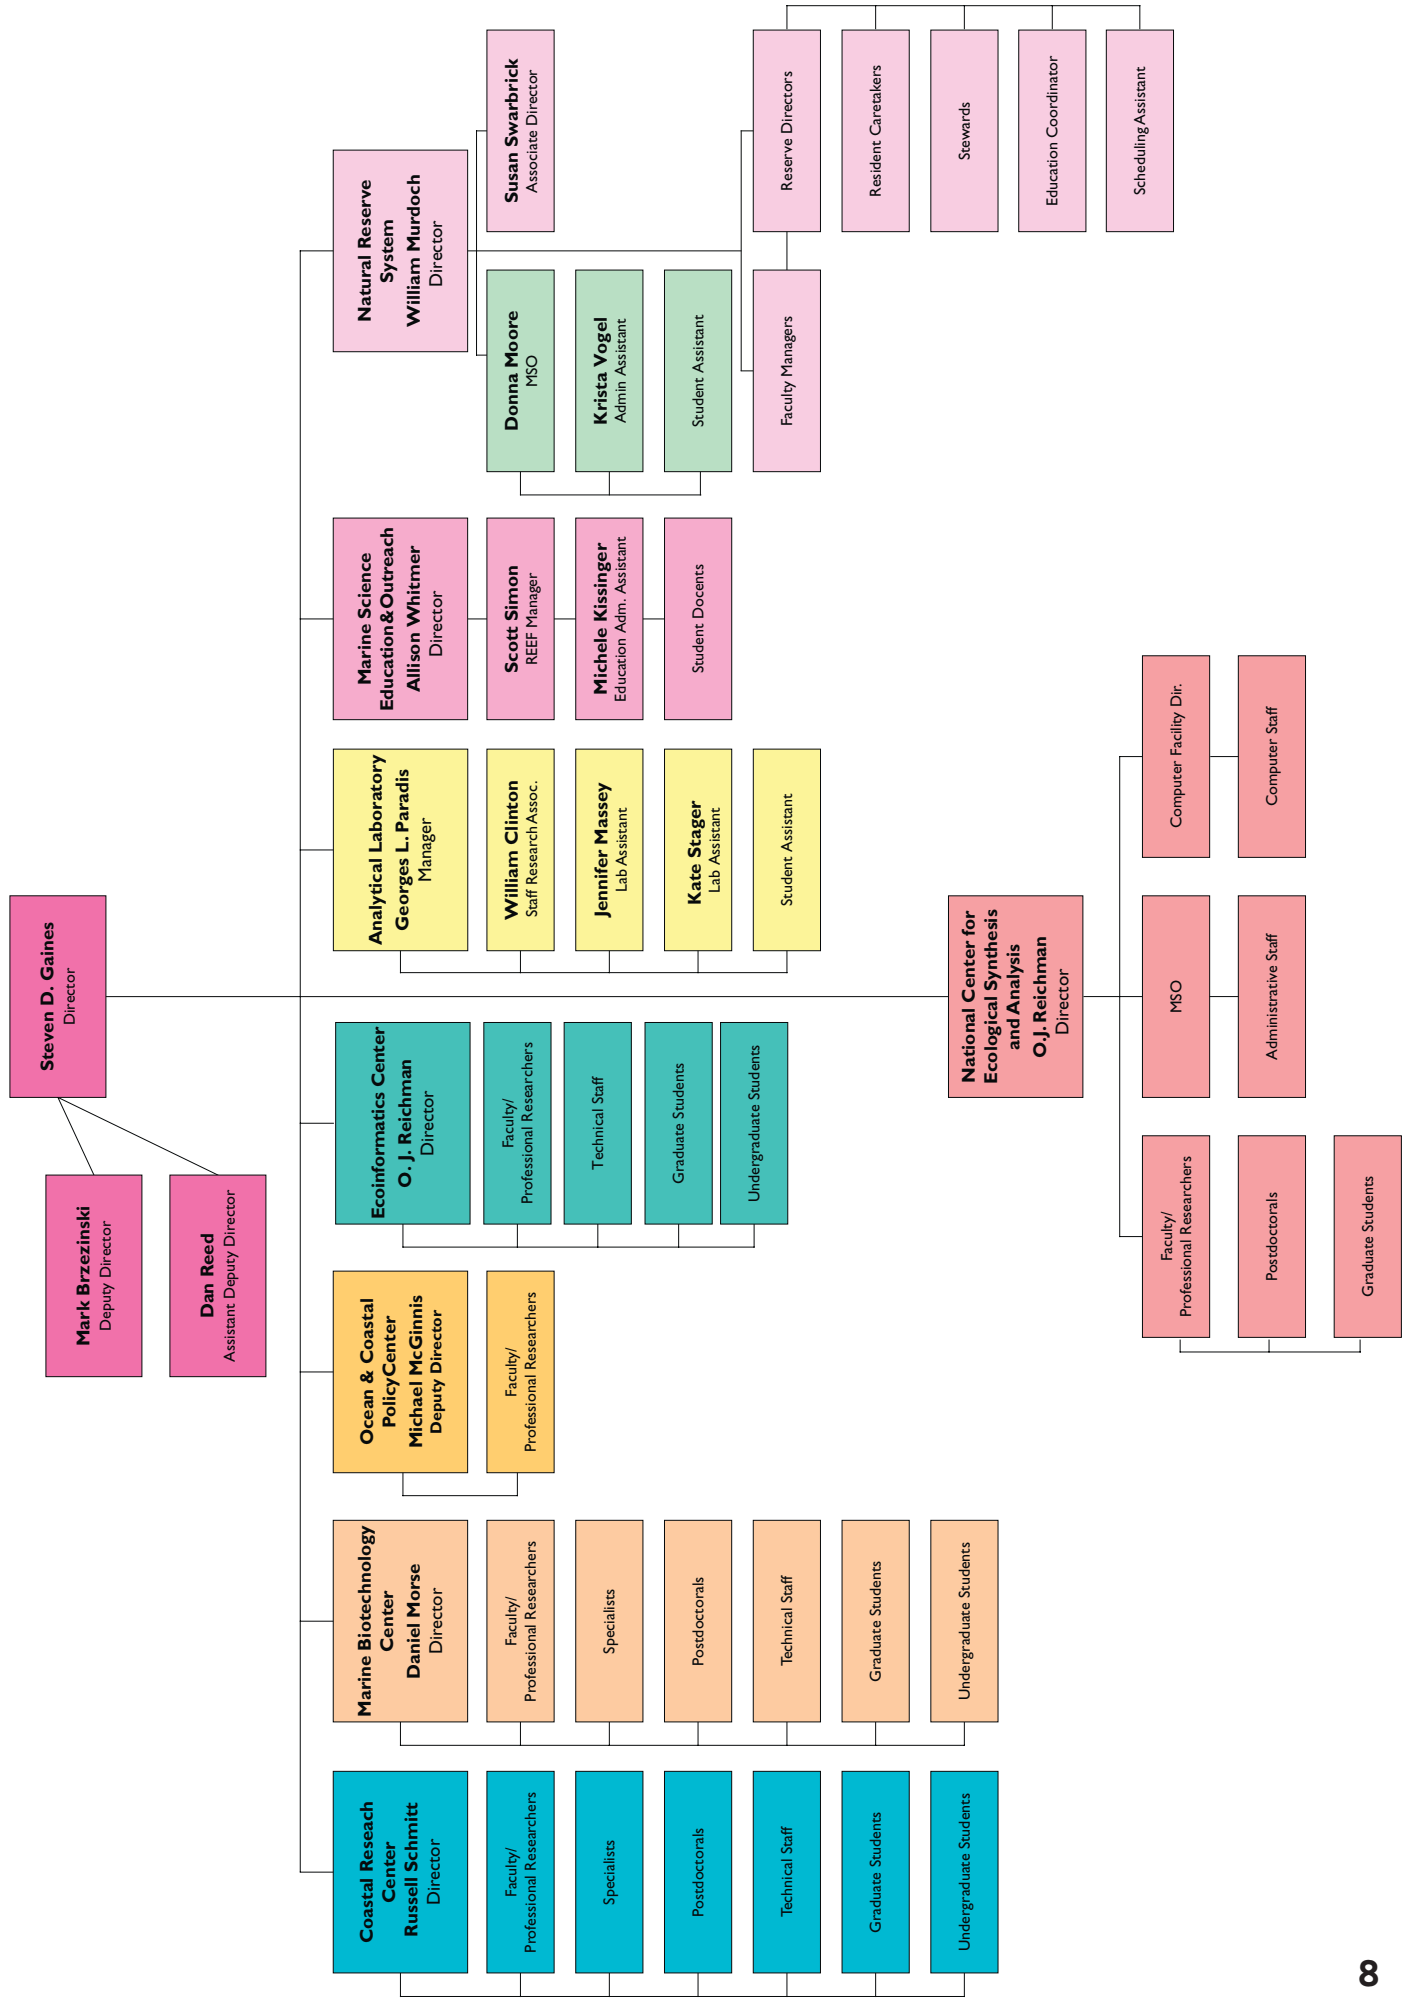 Steven D. Gaines
Director
Mark Brzezinski
Deputy Director
Dan Reed
Assistant Deputy Director
Coastal Reseach
Center
Russell Schmitt
Director
Faculty/
Professional Researchers
Specialists
Postdoctorals
Technical Staff
Graduate Students
Undergraduate Students
Marine Biotechnology
Center
Daniel Morse
Director
Faculty/
Professional Researchers
Specialists
Postdoctorals
Technical Staff
Graduate Students
Undergraduate Students
Ocean & Coastal
PolicyCenter
Michael McGinnis
Deputy Director
Faculty/
Professional Researchers
Ecoinformatics Center
O. J. Reichman
Director
Faculty/
Professional Researchers
Technical Staff
Graduate Students
Undergraduate Students
Analytical Laboratory
Georges L. Paradis
Manager
William Clinton
Staff Research Assoc.
Jennifer Massey
Lab Assistant
Kate Stager
Lab Assistant
Student Assistant
Marine Science
Education&Outreach
Allison Whitmer
Director
Scott Simon
REEF Manager
Michele Kissinger
Education Adm. Assistant
Student Docents
Natural Reserve
System
William Murdoch
Director
Donna Moore
MSO
Krista Vogel
Admin Assistant
Student Assistant
Susan Swarbrick
Associate Director
Faculty Managers
Reserve Directors
Resident Caretakers
Stewards
Education Coordinator
Scheduling Assistant
National Center for
Ecological Synthesis
and Analysis
O.J. Reichman
Director
Faculty/
Professional Researchers
Postdoctorals
Graduate Students
MSO
Administrative Staff
Computer Facility Dir.
Computer Staff
8